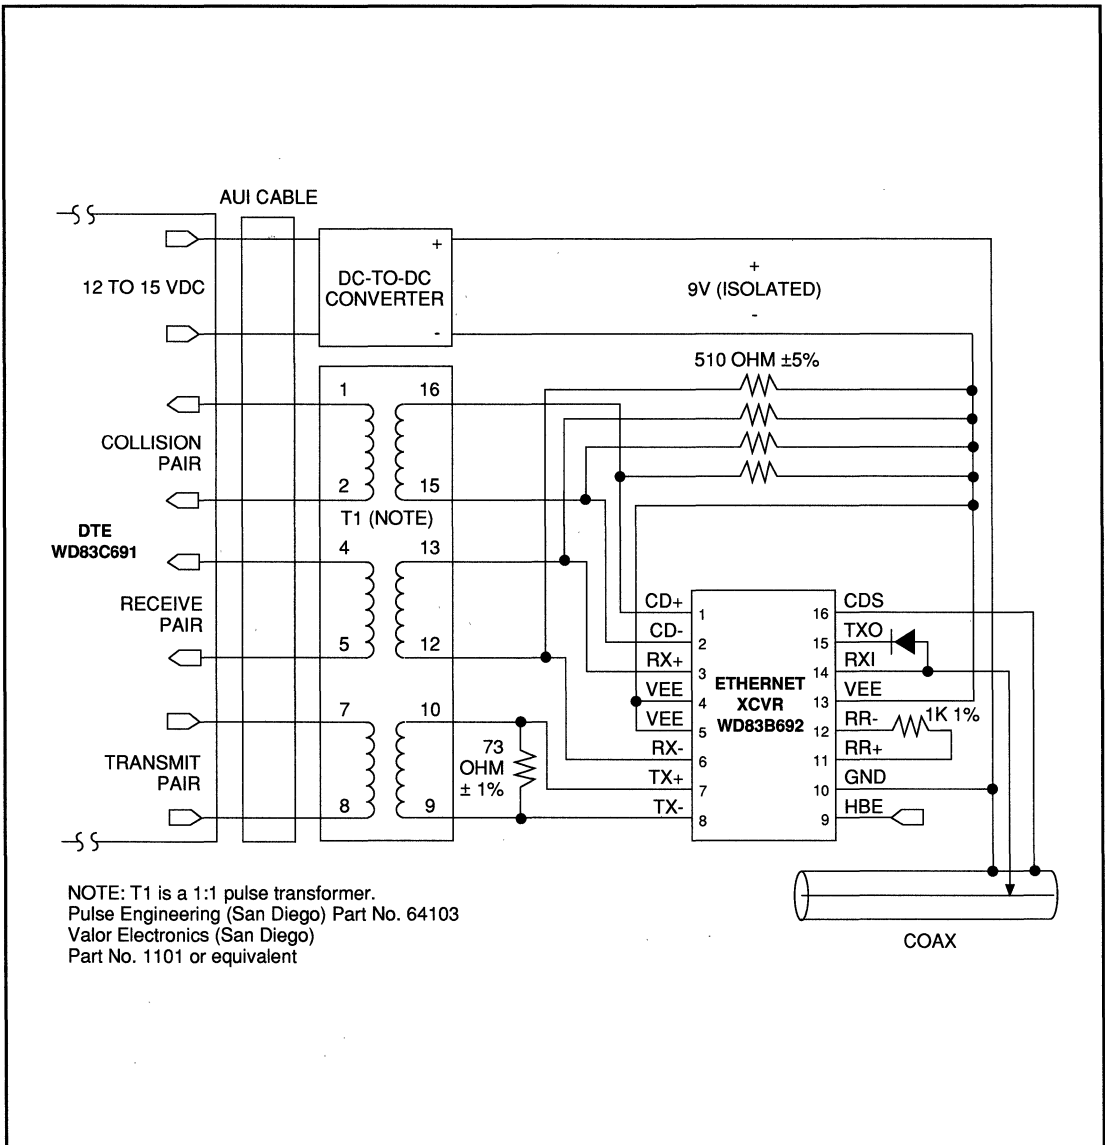 AUI CABLE
+
DC-TO-DC
CONVERTER
-
12 TO 15 VDC
+
9V (ISOLATED)
-
510 OHM ±5%
1
16
COLLISION
PAIR
2
15
T1 (NOTE)
DTE
WD83C691
4
13
RECEIVE
PAIR
5
12
7
10
TRANSMIT
PAIR
8
9
73
OHM
± 1%
CD+
CD-
RX+
VEE
VEE
RX-
TX+
TX-
1
2
3
4
5
6
7
8
ETHERNET
XCVR
WD83B692
16
15
14
13
12
11
10
9
CDS
TXO
RXI
VEE
RR-
RR+
GND
HBE
1K 1%
COAX
NOTE: T1 is a 1:1 pulse transformer.
Pulse Engineering (San Diego) Part No. 64103
Valor Electronics (San Diego)
Part No. 1101 or equivalent